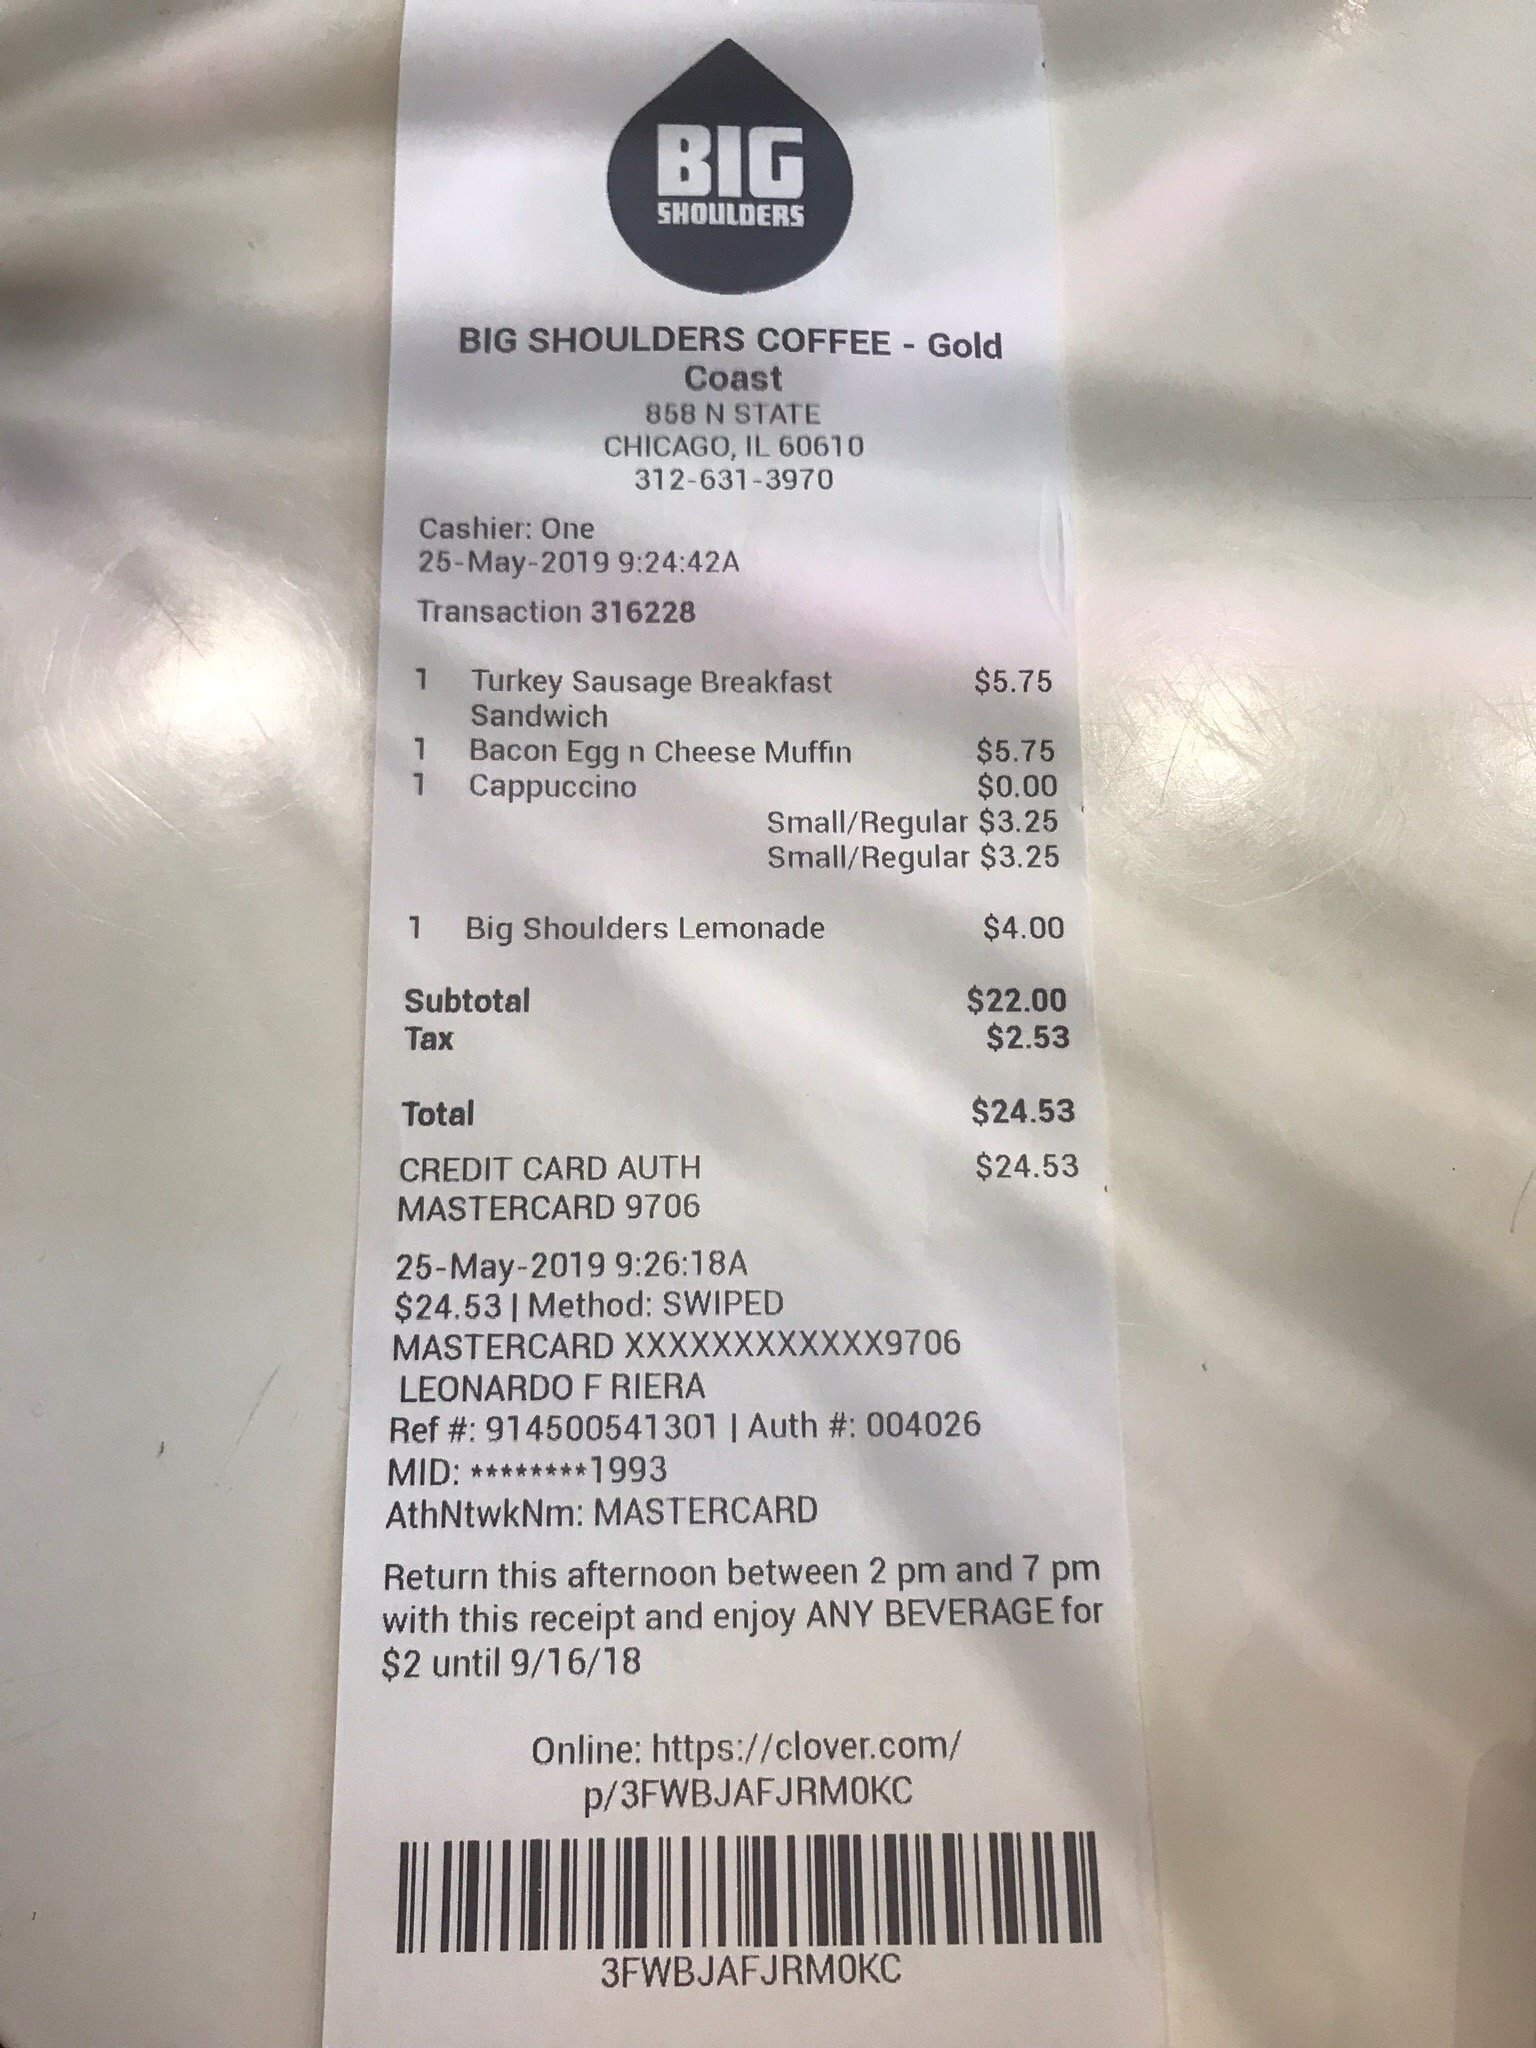 BIG
SHOULDERS
BIG SHOULDERS COFFEE - Gold
Coast
858 N STATE
CHICAGO, IL 60610
312-631-3970
Cashier: One
25-May-2019 9:24:42A
Transaction 316228
1 Turkey Sausage Breakfast $5.75
Sandwich
1 Bacon Egg n Cheese Muffin $5.75
1 Cappuccino $0.00
Small/Regular $3.25
Small/Regular $3.25
1 Big Shoulders Lemonade $4.00
Subtotal $22.00
Tax $2.53
Total $24.53
CREDIT CARD AUTH $24.53
MASTERCARD 9706
25-May-2019 9:26:18A
$24.53 | Method: SWIPED
MASTERCARD XXXXXXXXXXXX9706
LEONARDO F RIERA
Ref #: 914500541301 | Auth #: 004026
MID: ********1993
AthNtwkNm: MASTERCARD
Return this afternoon between 2 pm and 7 pm
with this receipt and enjoy ANY BEVERAGE for
$2 until 9/16/18
Online: https://clover.com/
p/3FWBJAFJRM0KC
3FWBJAFJRM0KC